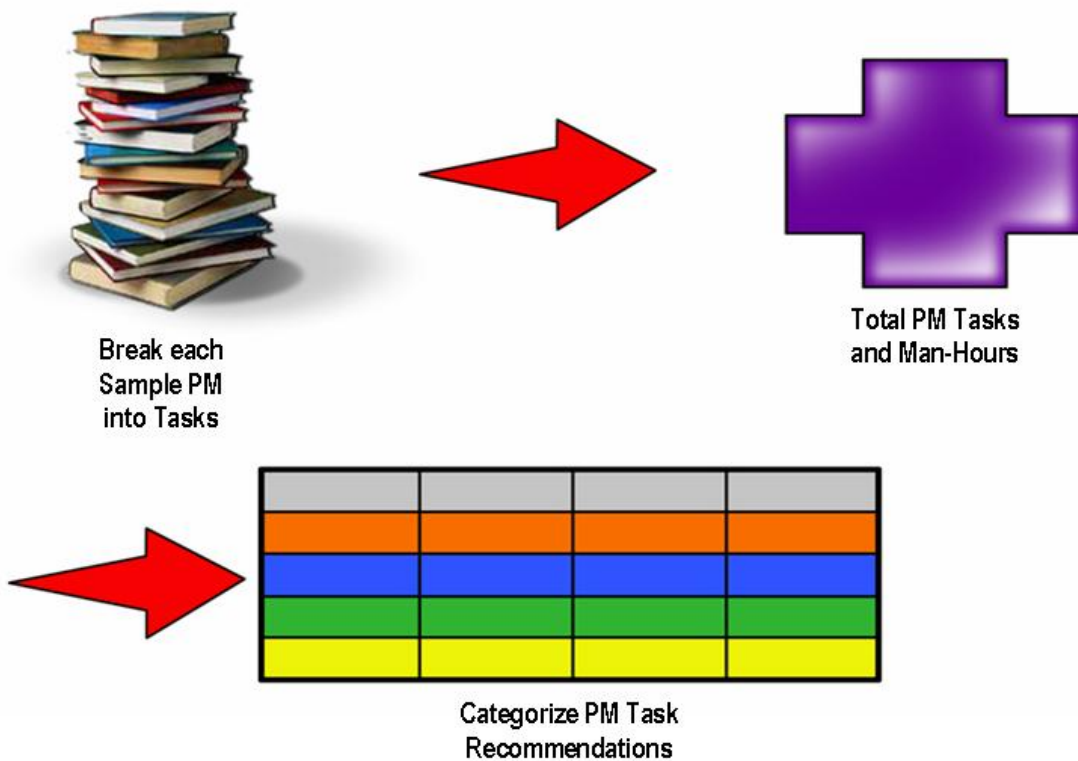 Break each
Sample PM
into Tasks
Total PM Tasks
and Man-Hours
Categorize PM Task
Recommendations